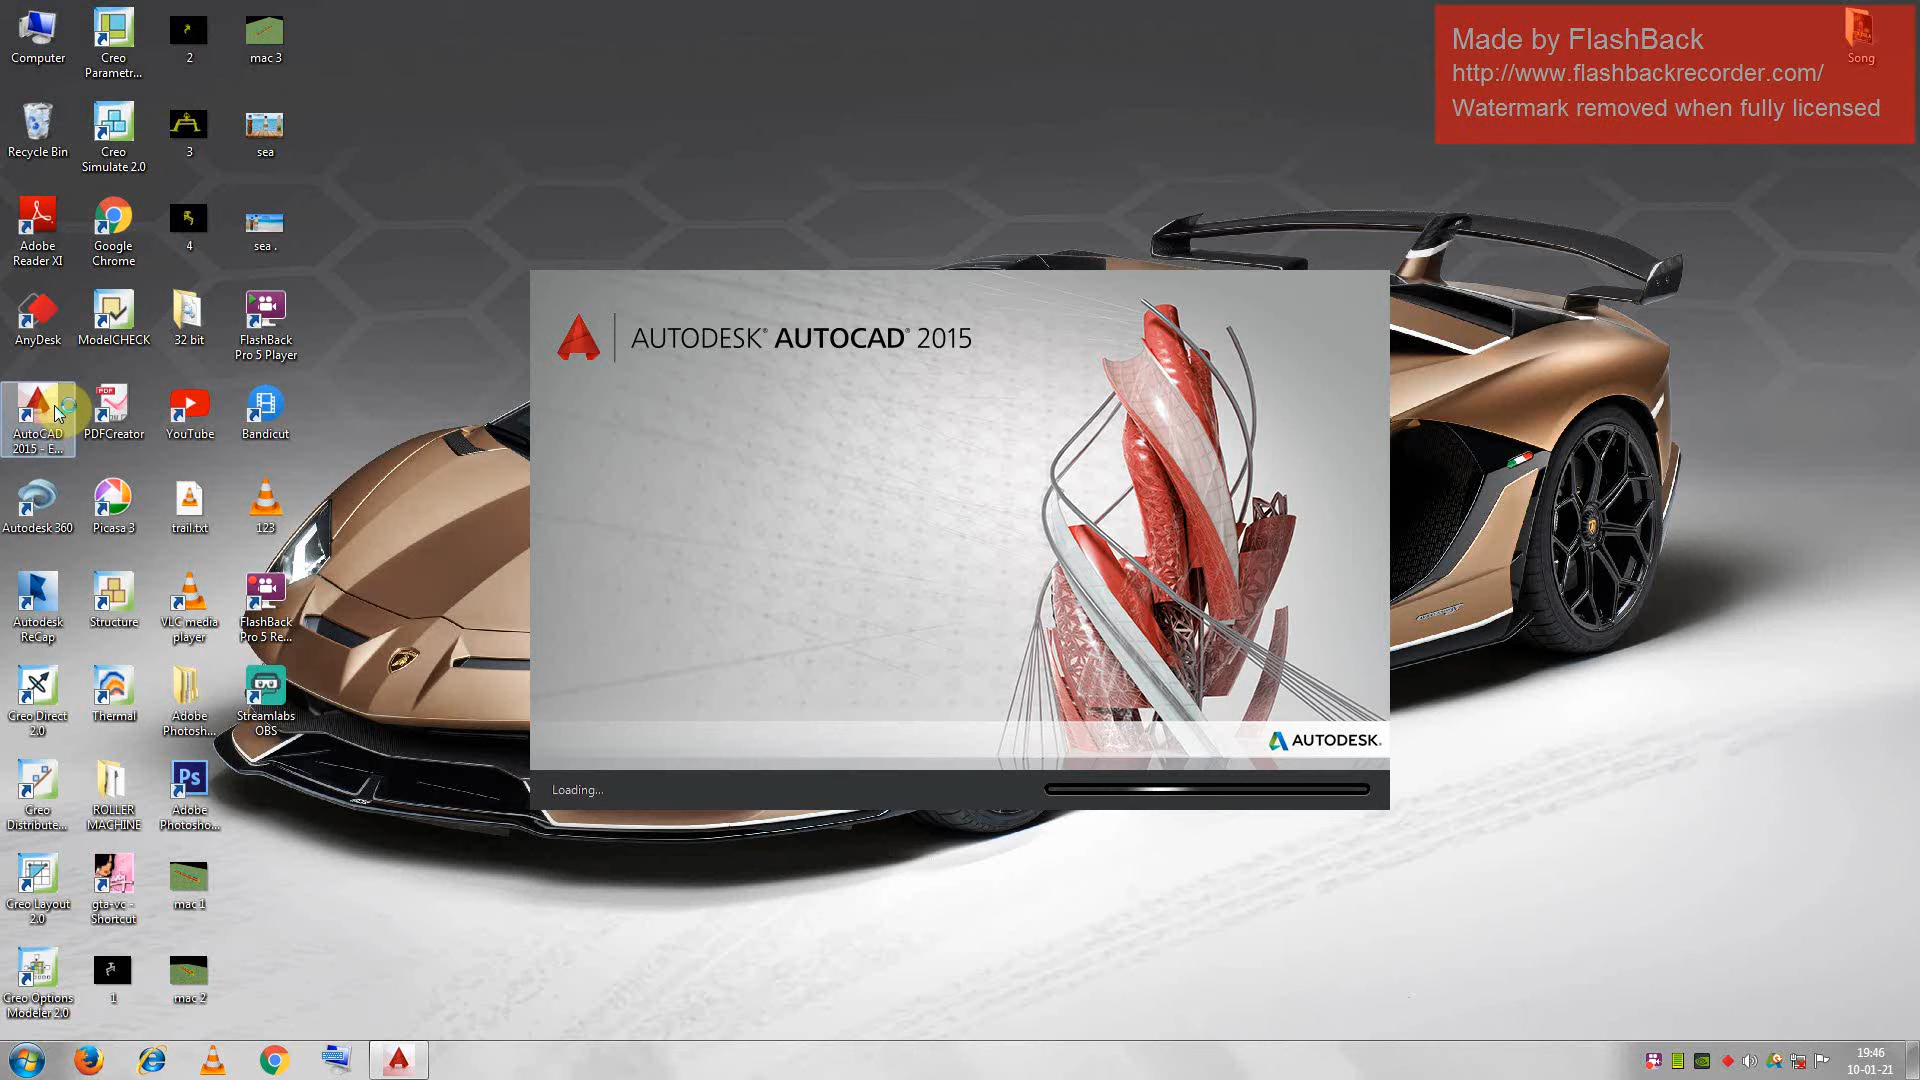 Computer
Creo
Parametr...
2
mac 3
Recycle Bin
Creo
Simulate 2.0
3
sea
Adobe
Reader XI
Google
Chrome
4
sea .
AnyDesk
ModelCHECK
32 bit
FlashBack
Pro 5 Player
AutoCAD
2015 - E...
PDFCreator
YouTube
Bandicut
Autodesk 360
Picasa 3
trail.txt
123
Autodesk
ReCap
Structure
VLC media
player
FlashBack
Pro 5 Re...
Creo Direct
2.0
Thermal
Adobe
Photosh...
Streamlabs
OBS
Creo
Distribute...
ROLLER
MACHINE
Ps
Adobe
Photosho...
Creo Layout
2.0
gta-vc -
Shortcut
mac 1
Creo Options
Modeler 2.0
1
mac 2
Made by FlashBack
http://www.flashbackrecorder.com/
Watermark removed when fully licensed
Song
AUTODESK® AUTOCAD® 2015
AUTODESK.
Loading...
19:46
10-01-21